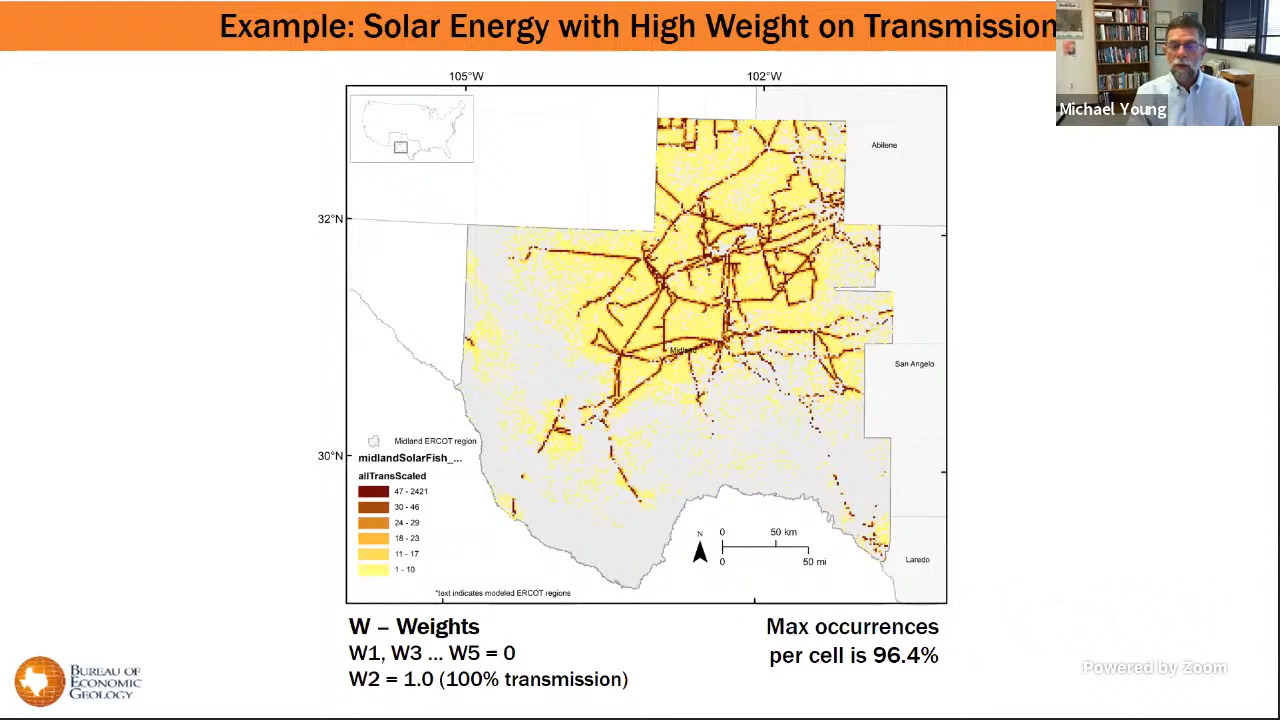 Example: Solar Energy with High Weight on Transmission
Michael Young
105°W
102°W
32°N
30°N
Abilene
Midland
San Angelo
Laredo
Midland ERCOT region
midlandSolarFish_...
allTransScaled
47 - 2421
30 - 46
24 - 29
18 - 23
11 - 17
1 - 10
N
0 50 km
0 50 mi
*text indicates modeled ERCOT regions
W – Weights
W1, W3 ... W5 = 0
W2 = 1.0 (100% transmission)
Max occurrences
per cell is 96.4%
BUREAU OF
ECONOMIC
GEOLOGY
Powered by Zoom